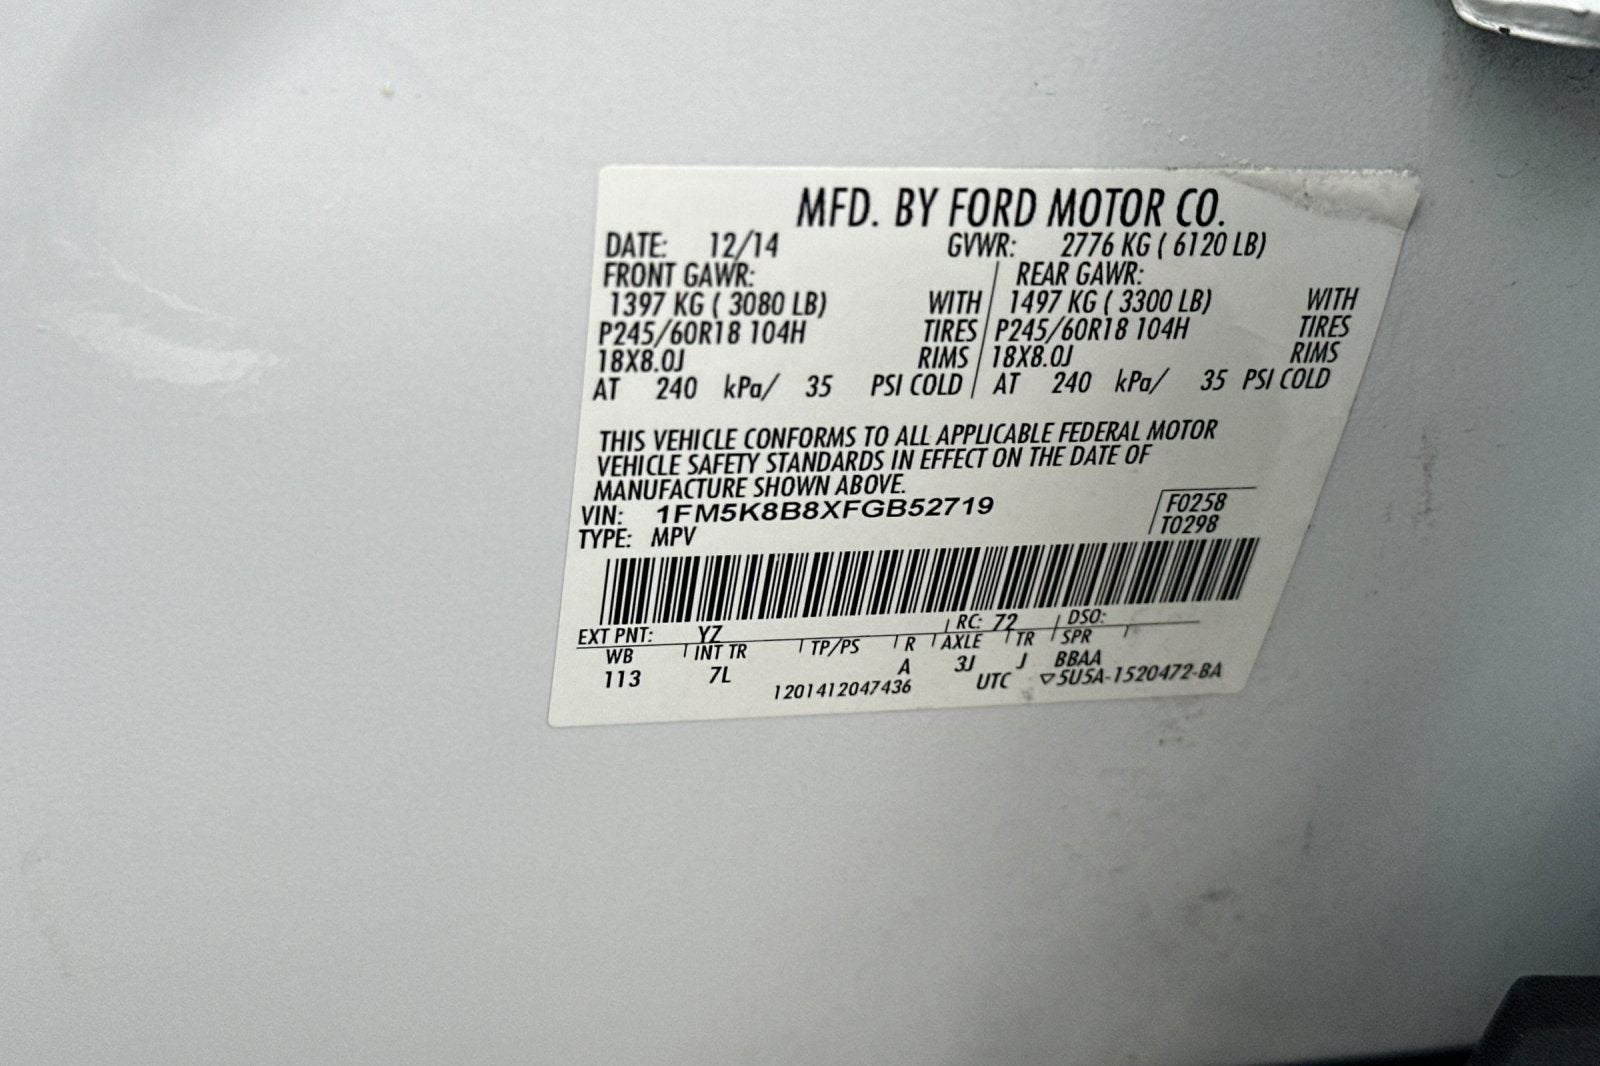 MFD. BY FORD MOTOR CO.
DATE: 12/14 GVWR: 2776 KG ( 6120 LB)
FRONT GAWR: REAR GAWR:
1397 KG ( 3080 LB) WITH 1497 KG ( 3300 LB) WITH
P245/60R18 104H TIRES P245/60R18 104H TIRES
18X8.0J RIMS 18X8.0J RIMS
AT 240 kPa/ 35 PSI COLD AT 240 kPa/ 35 PSI COLD
THIS VEHICLE CONFORMS TO ALL APPLICABLE FEDERAL MOTOR
VEHICLE SAFETY STANDARDS IN EFFECT ON THE DATE OF
MANUFACTURE SHOWN ABOVE.
VIN: 1FM5K8B8XFGB52719 F0258
TYPE: MPV T0298
EXT PNT: YZ RC: 72 DSO:
WB INT TR TP/PS R AXLE TR SPR
113 7L A 3J J BBAA
1201412047436 UTC ▽5U5A-1520472-BA